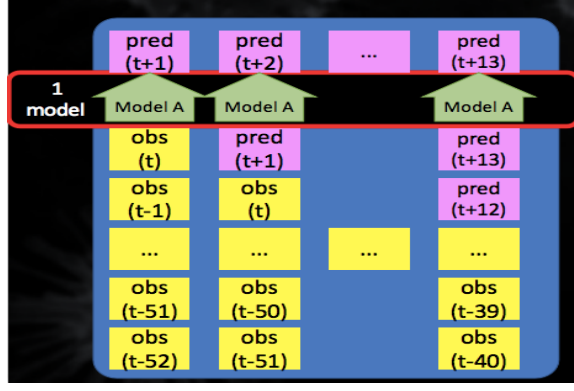 pred pred ... pred
(t+1) (t+2) (t+13)
1
model
Model A Model A Model A
obs pred pred
(t) (t+1) (t+13)
obs obs pred
(t-1) (t) (t+12)
... ... ... ...
obs obs obs
(t-51) (t-50) (t-39)
obs obs obs
(t-52) (t-51) (t-40)